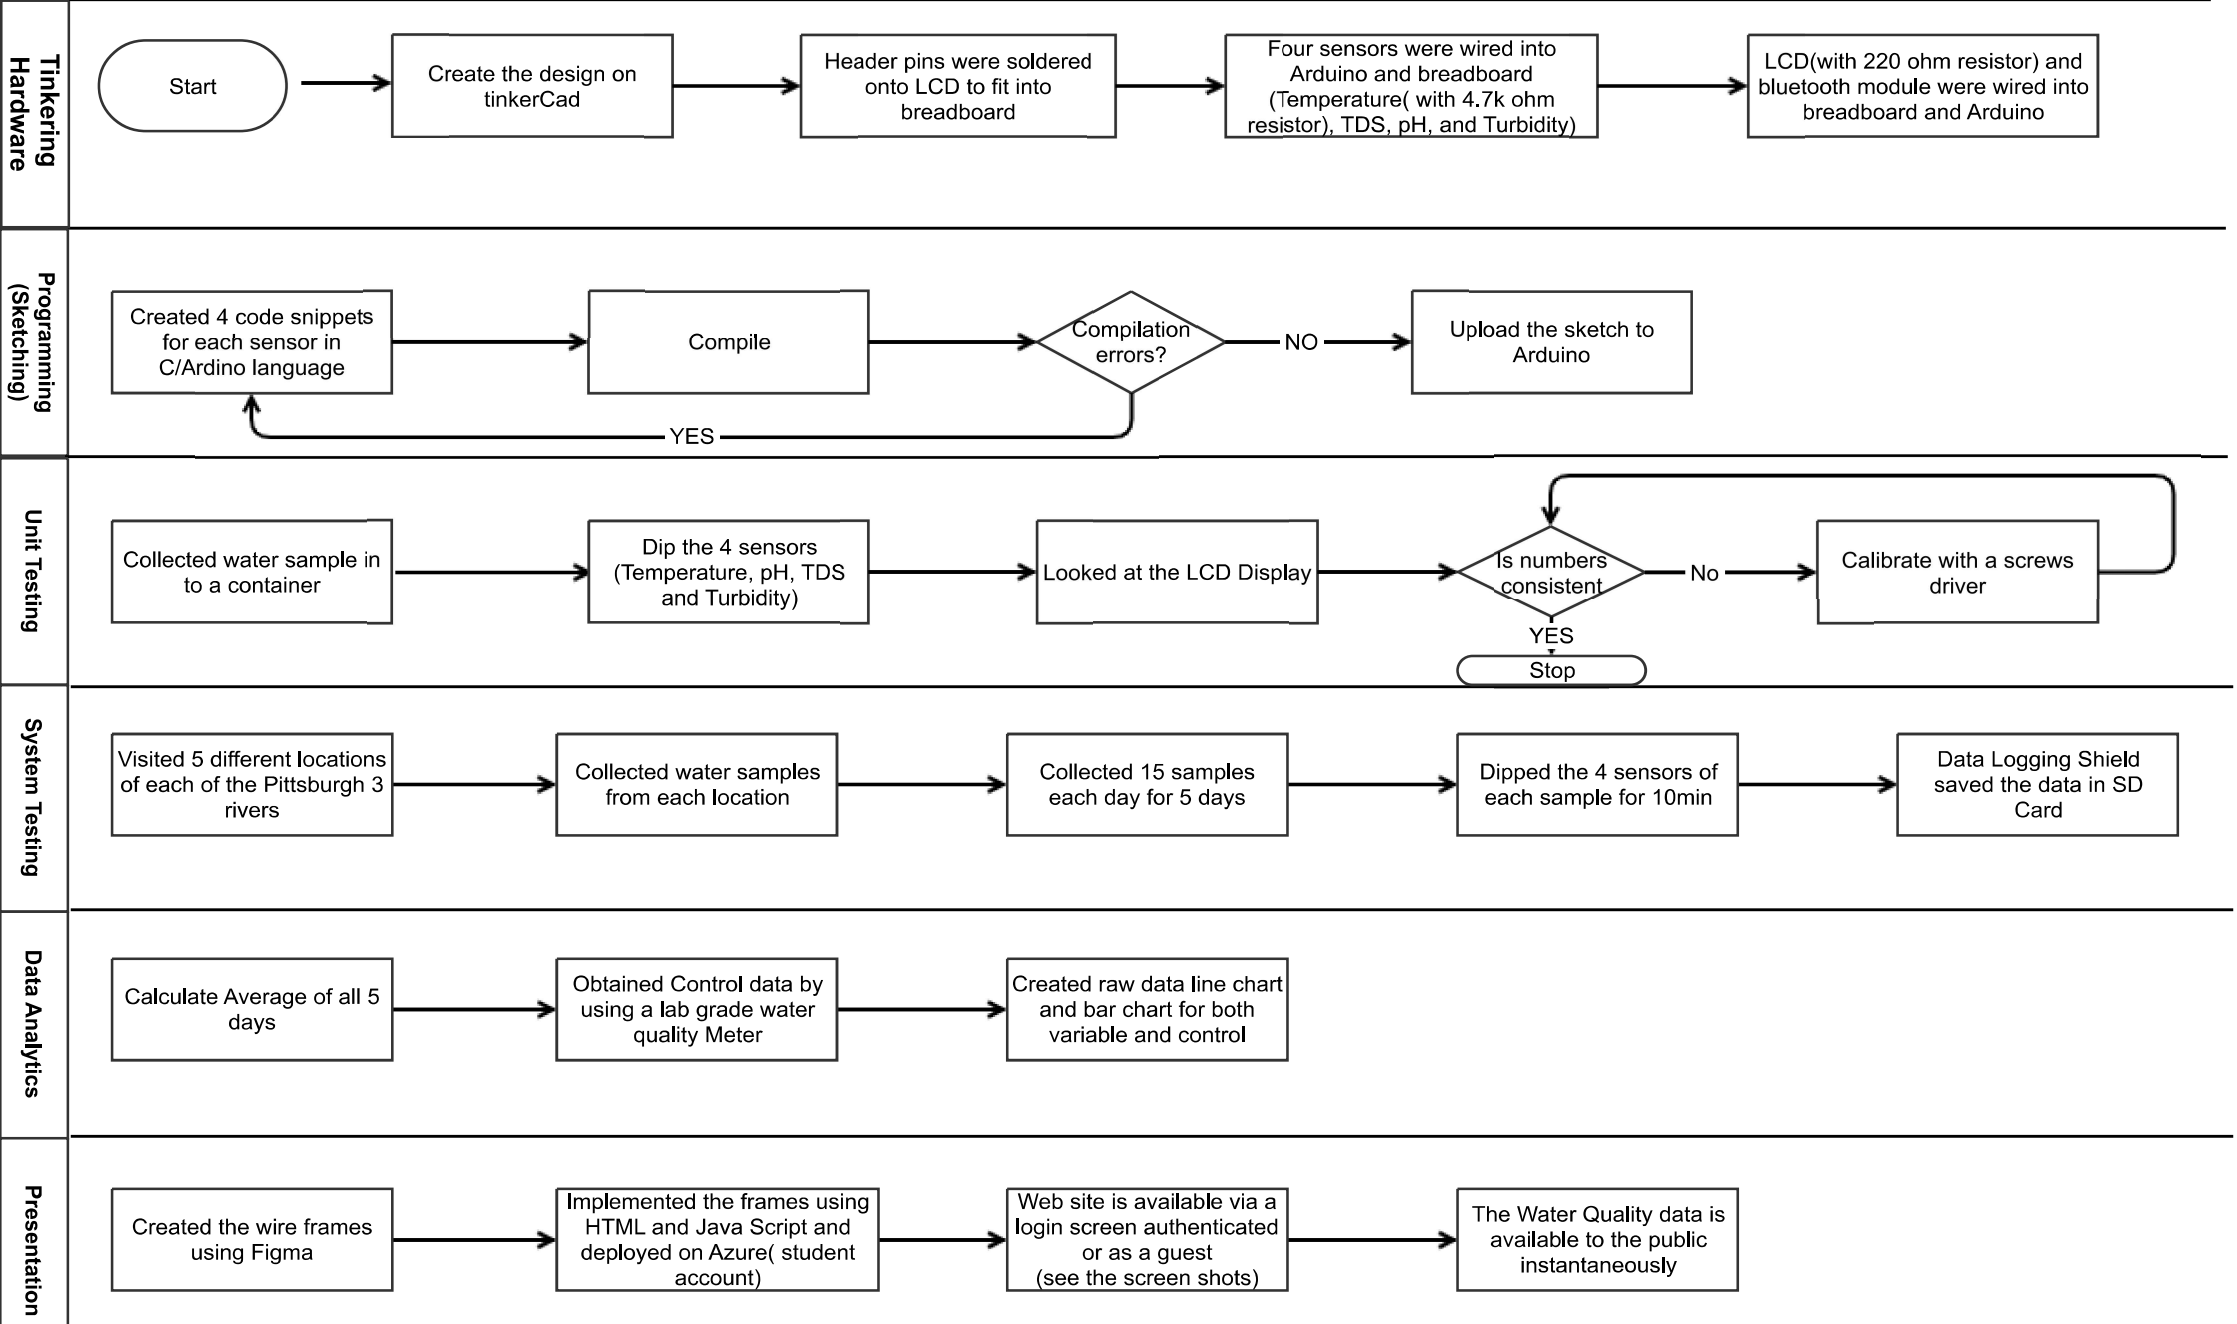 Tinkering
Hardware
Start
Create the design on
tinkerCad
Header pins were soldered
onto LCD to fit into
breadboard
Four sensors were wired into
Arduino and breadboard
(Temperature( with 4.7k ohm
resistor), TDS, pH, and Turbidity)
LCD(with 220 ohm resistor) and
bluetooth module were wired into
breadboard and Arduino
Programming
(Sketching)
Created 4 code snippets
for each sensor in
C/Ardino language
Compile
Compilation
errors?
NO
Upload the sketch to
Arduino
YES
Unit Testing
Collected water sample in
to a container
Dip the 4 sensors
(Temperature, pH, TDS
and Turbidity)
Looked at the LCD Display
Is numbers
consistent
No
Calibrate with a screws
driver
YES
Stop
System Testing
Visited 5 different locations
of each of the Pittsburgh 3
rivers
Collected water samples
from each location
Collected 15 samples
each day for 5 days
Dipped the 4 sensors of
each sample for 10min
Data Logging Shield
saved the data in SD
Card
Data Analytics
Calculate Average of all 5
days
Obtained Control data by
using a lab grade water
quality Meter
Created raw data line chart
and bar chart for both
variable and control
Presentation
Created the wire frames
using Figma
Implemented the frames using
HTML and Java Script and
deployed on Azure( student
account)
Web site is available via a
login screen authenticated
or as a guest
(see the screen shots)
The Water Quality data is
available to the public
instantaneously